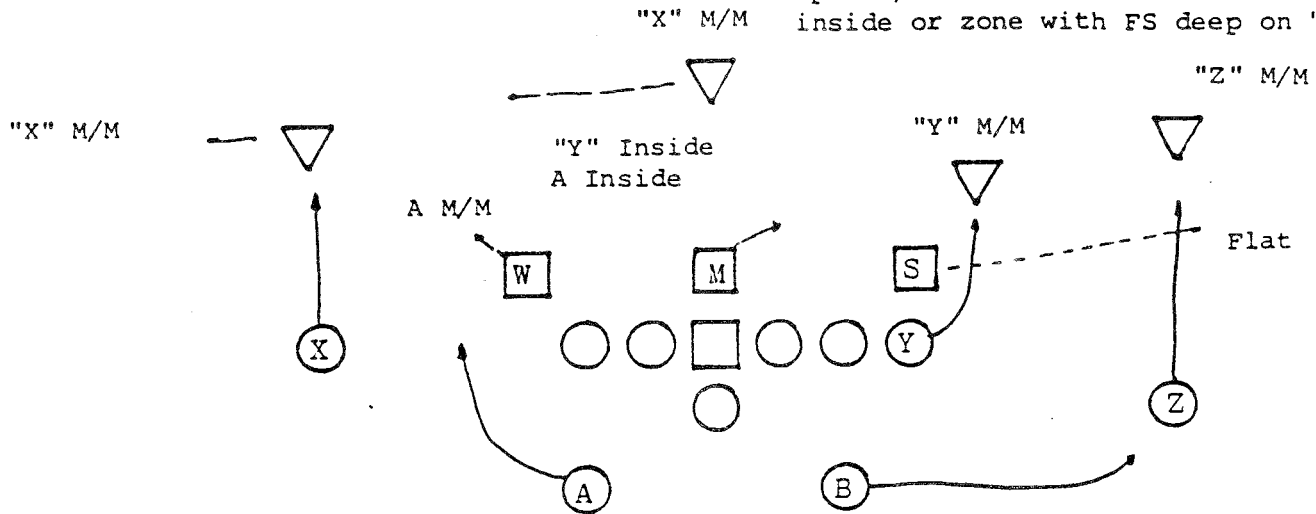 "X" M/M
inside or zone with FS deep on "
"Z" M/M
"X" M/M
"Y" M/M
"Y" Inside
A Inside
A M/M
Flat
W
M
S
X
Y
Z
A
B